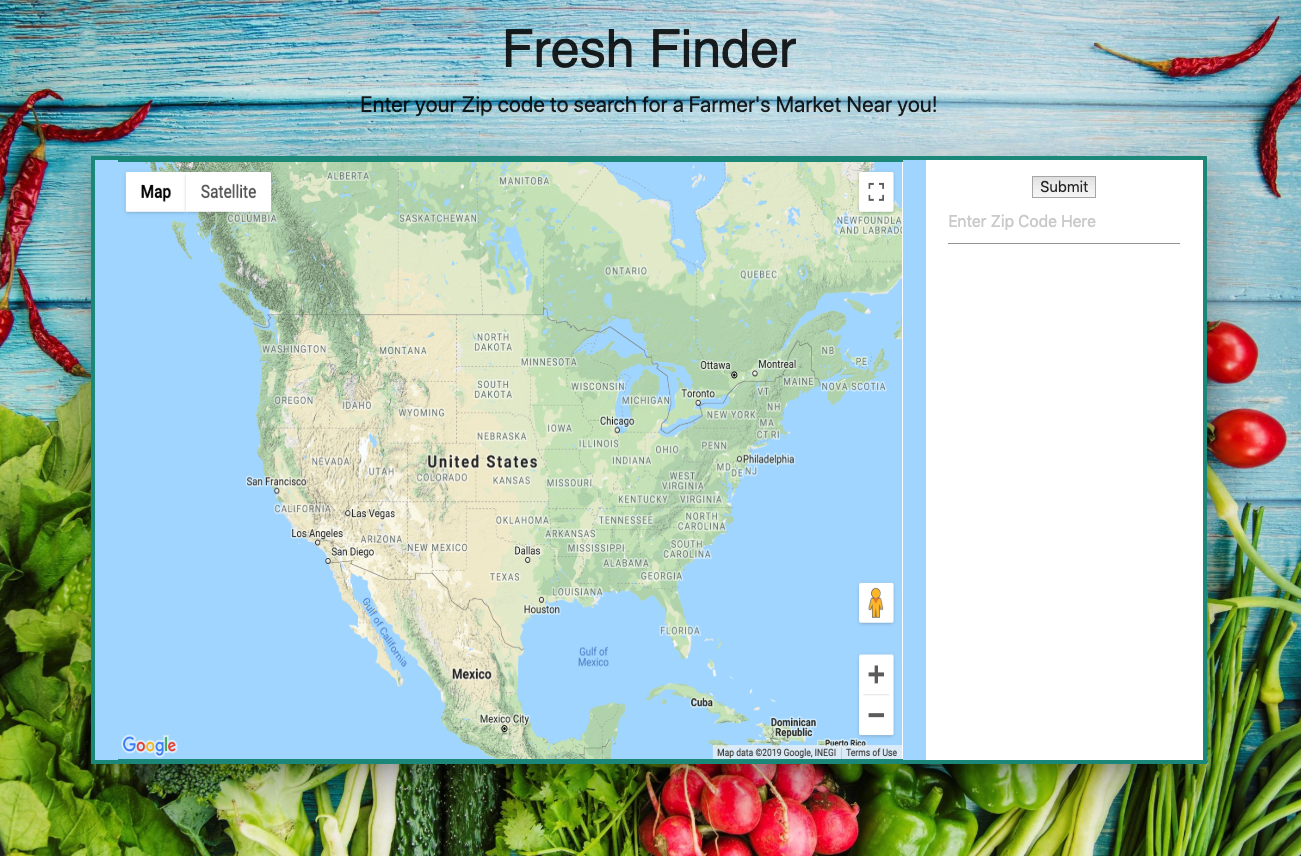 Fresh Finder
Enter your Zip code to search for a Farmer's Market Near you!
Map
Satellite
Submit
Enter Zip Code Here
ALBERTA
MANITOBA
COLUMBIA
SASKATCHEWAN
NEWFOUNDLA
AND LABRADO
ONTARIO
QUEBEC
WASHINGTON
MONTANA
NORTH
DAKOTA
MINNESOTA
Ottawa
Montreal
NB
PE
MAINE
NOVA SCOTIA
OREGON
IDAHO
WYOMING
SOUTH
DAKOTA
WISCONSIN
MICHIGAN
Toronto
VT
NH
NEW YORK
MA
CT RI
Chicago
IOWA
NEBRASKA
ILLINOIS
INDIANA
OHIO
PENN
Philadelphia
MD
DE
NJ
NEVADA
UTAH
United States
COLORADO
KANSAS
MISSOURI
WEST
VIRGINIA
KENTUCKY
VIRGINIA
San Francisco
CALIFORNIA
Las Vegas
Los Angeles
San Diego
ARIZONA
NEW MEXICO
OKLAHOMA
ARKANSAS
TENNESSEE
NORTH
CAROLINA
MISSISSIPPI
SOUTH
CAROLINA
Dallas
TEXAS
ALABAMA
GEORGIA
LOUISIANA
Houston
FLORIDA
Gulf of California
Gulf of
Mexico
Mexico
Mexico City
Cuba
Dominican
Republic
Puerto Rico
Google
Map data ©2019 Google, INEGI
Terms of Use